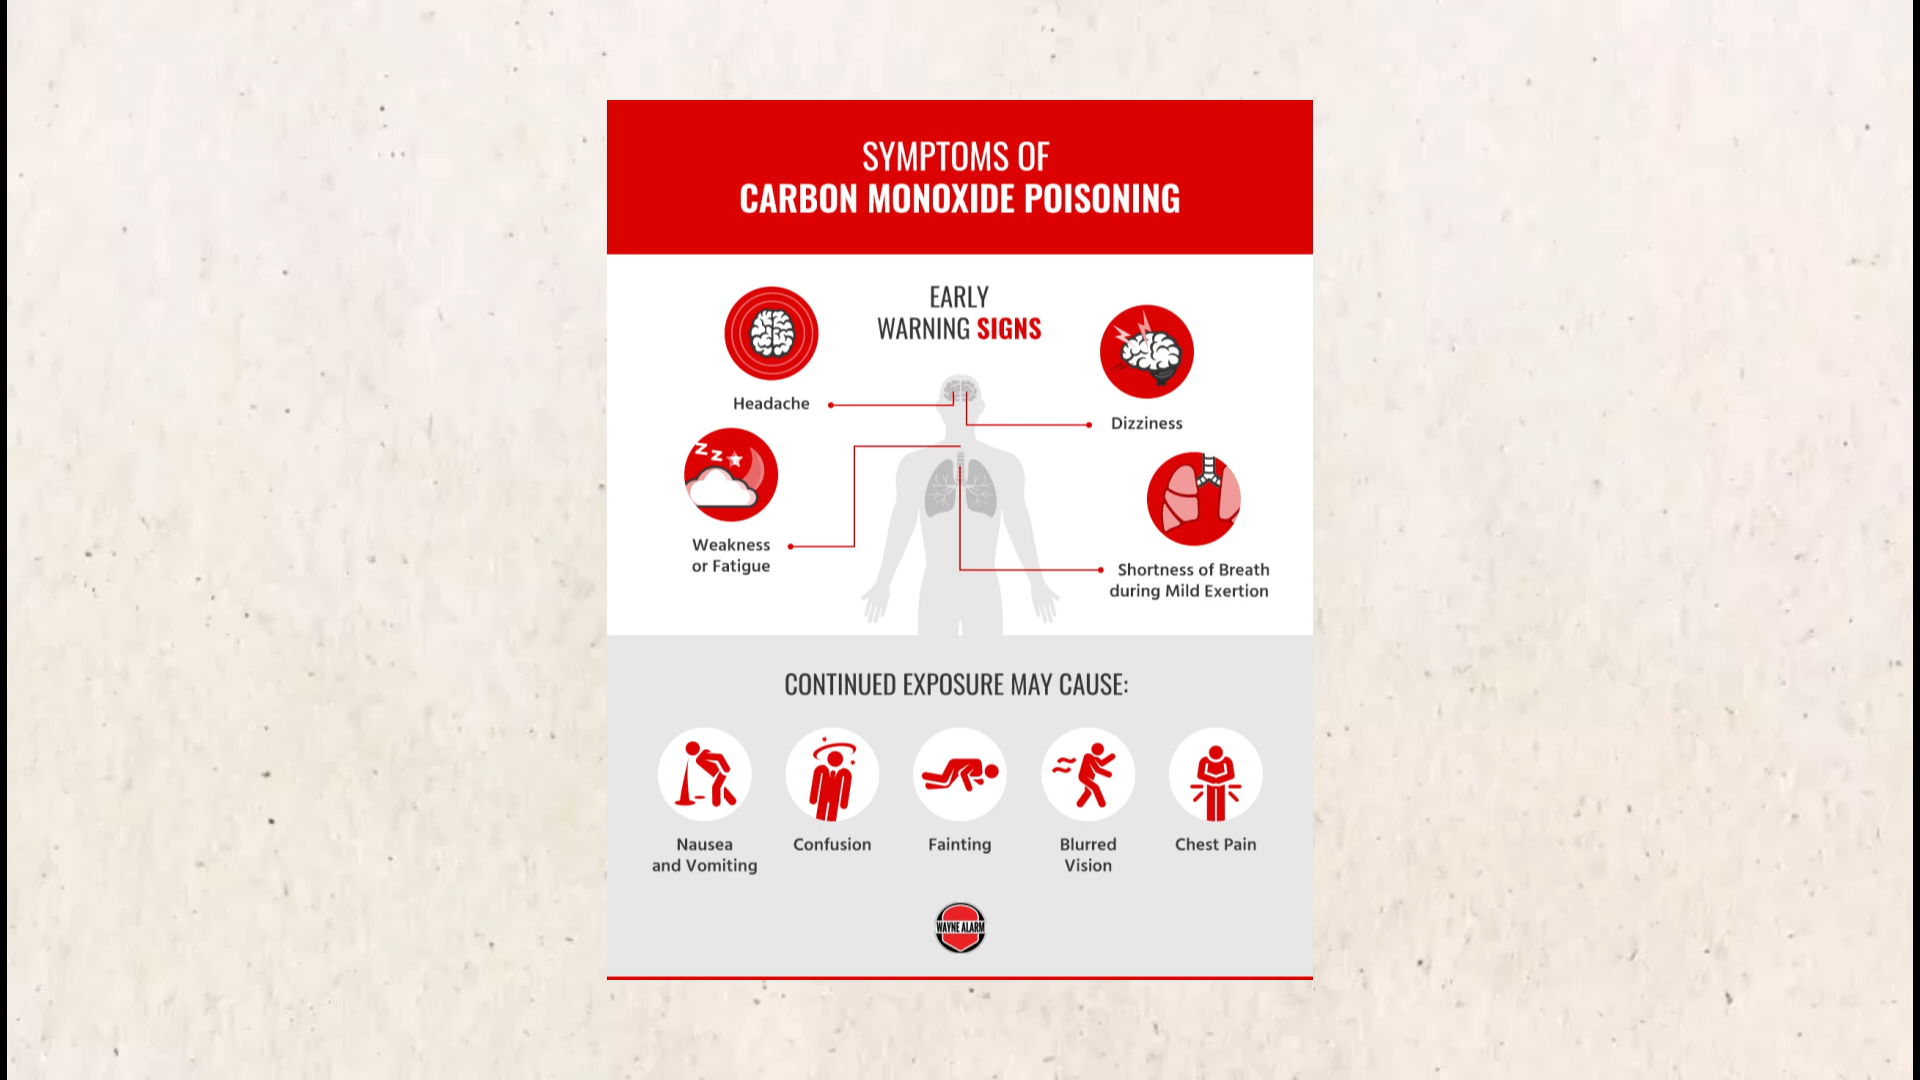 SYMPTOMS OF
CARBON MONOXIDE POISONING
EARLY
WARNING SIGNS
Headache
Dizziness
Weakness
or Fatigue
Shortness of Breath
during Mild Exertion
CONTINUED EXPOSURE MAY CAUSE:
Nausea
and Vomiting
Confusion
Fainting
Blurred
Vision
Chest Pain
WAYNE ALARM